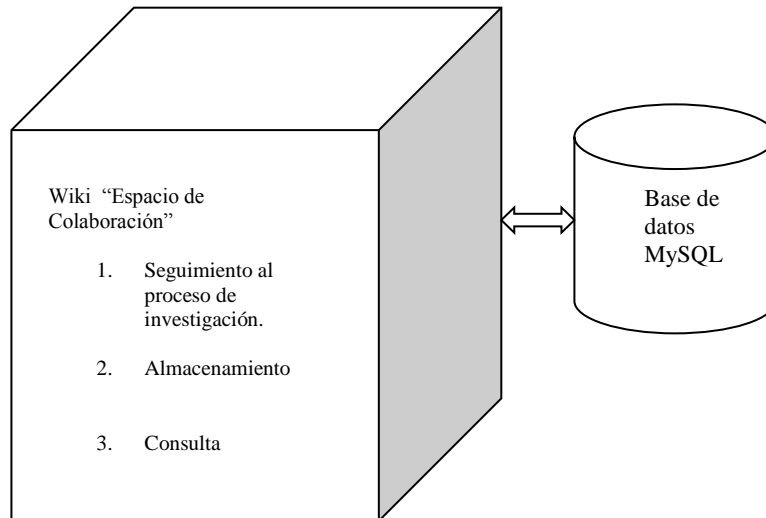 Wiki “Espacio de
Colaboración”
1. Seguimiento al
proceso de
investigación.
2. Almacenamiento
3. Consulta
Base de
datos
MySQL